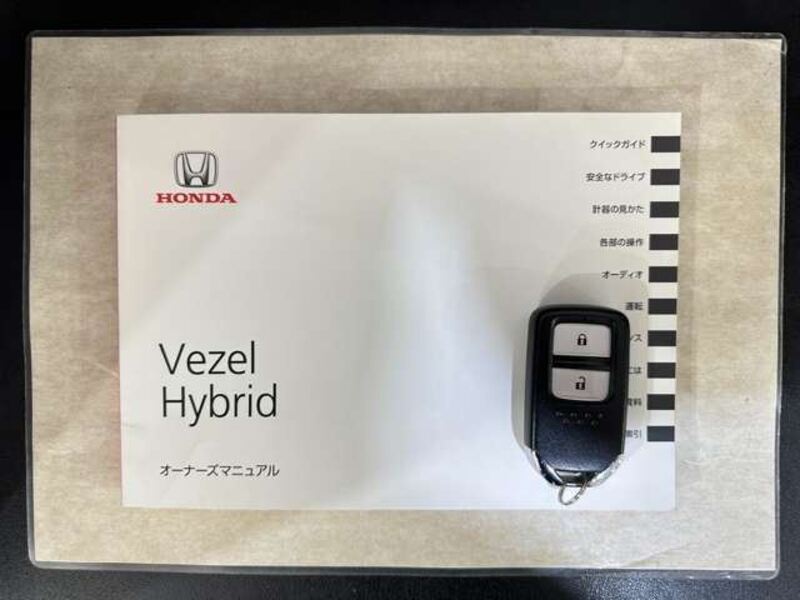 HONDA
クイックガイド
安全なドライブ
計器の見かた
各部の操作
オーディオ
運転
Vezel
Hybrid
オーナーズマニュアル